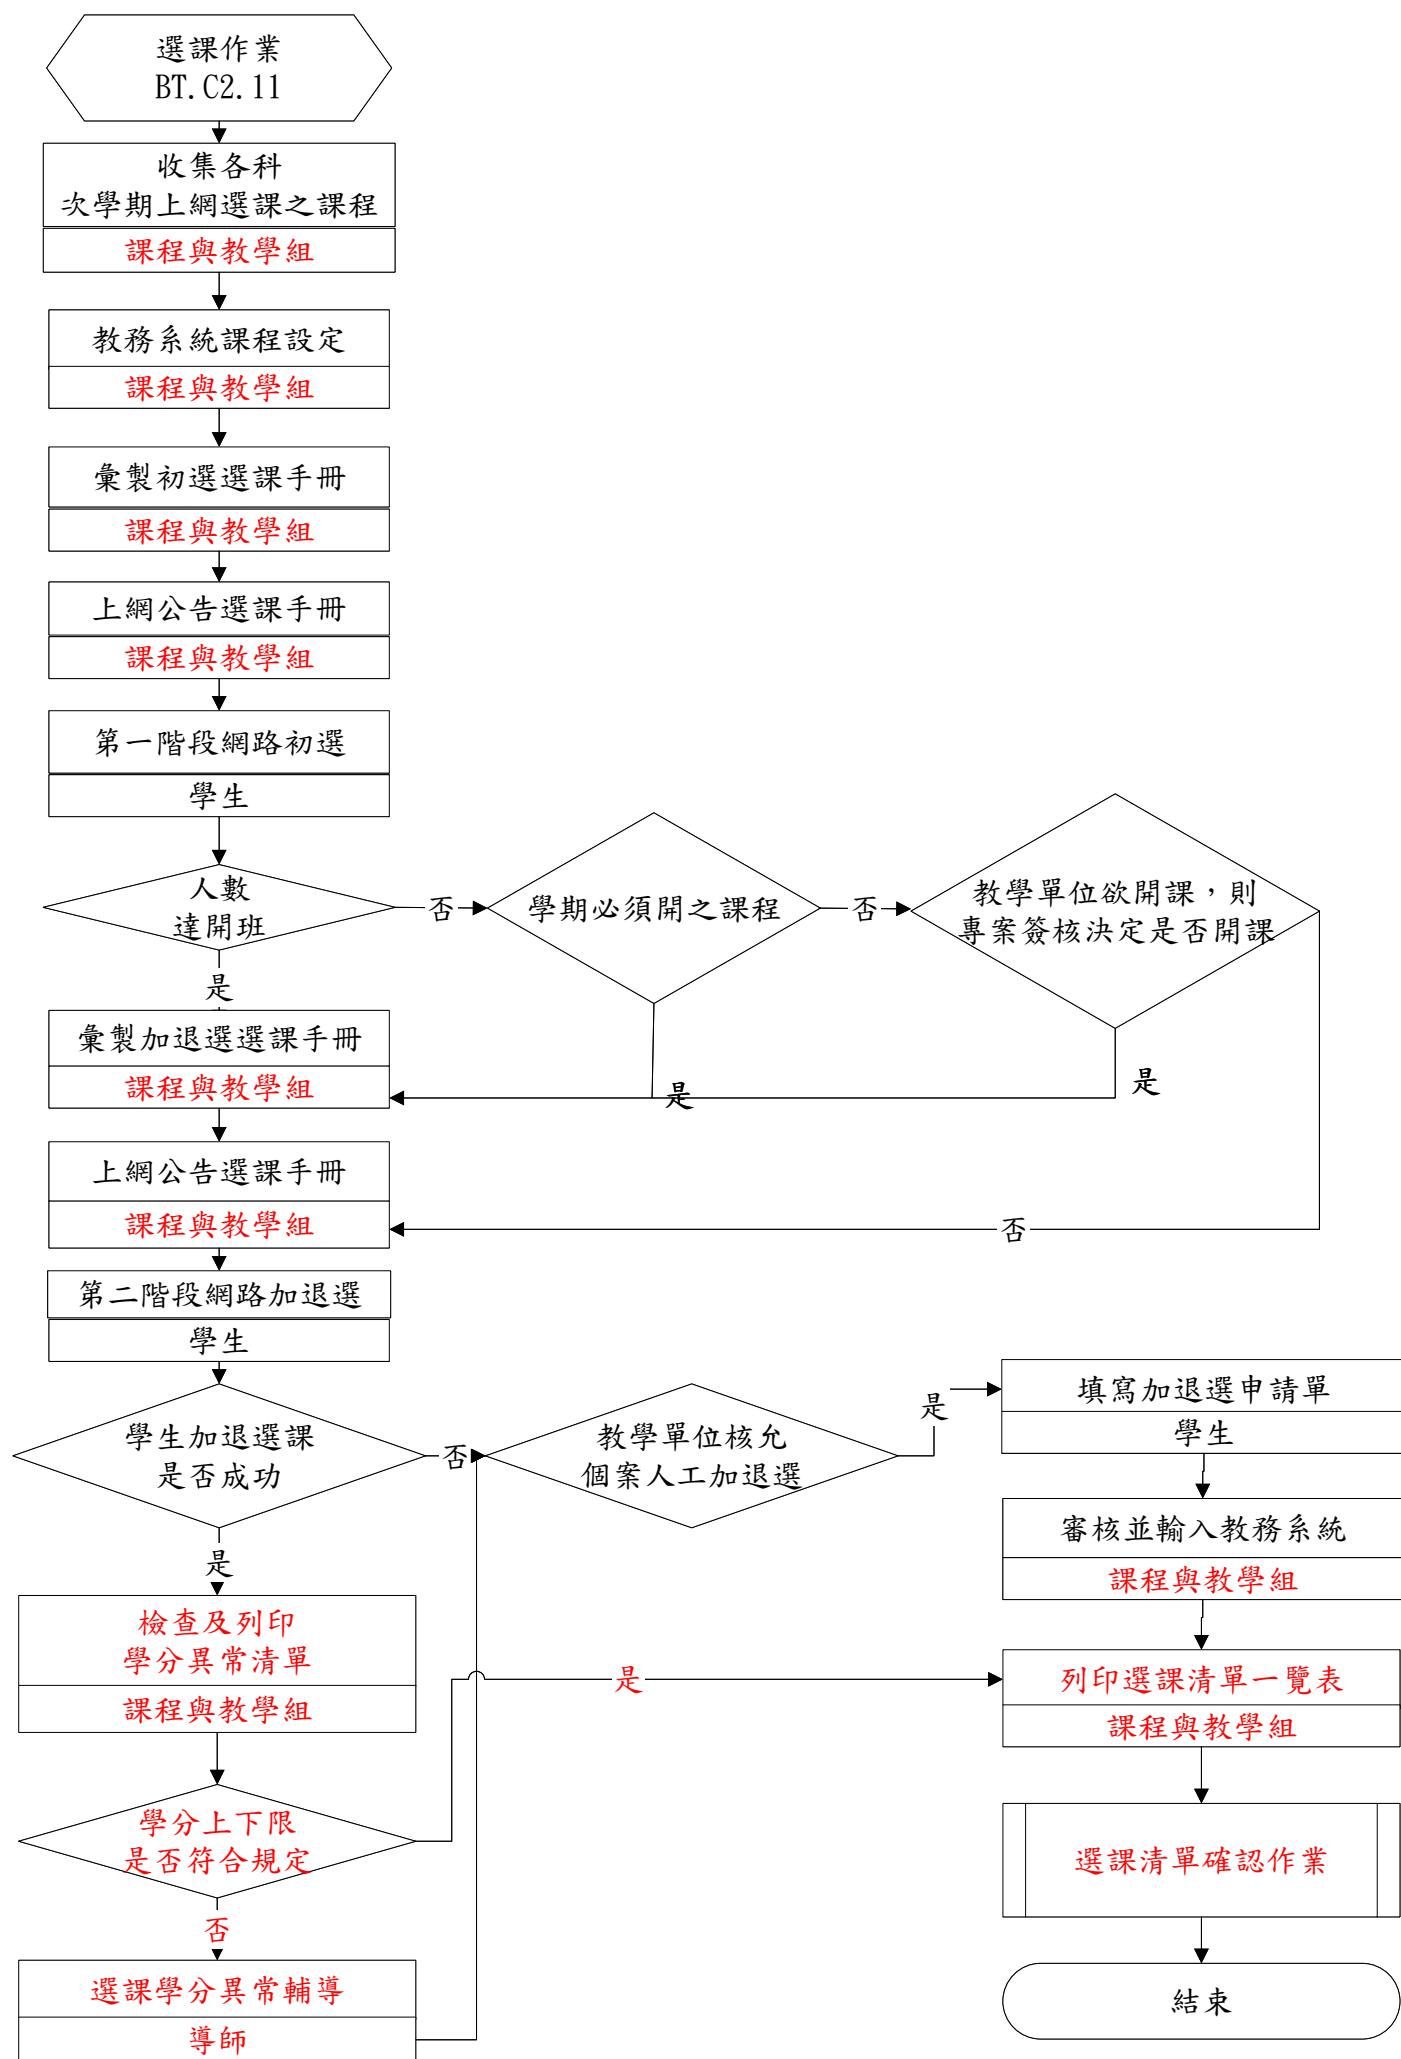 選課作業
BT.C2.11
收集各科
次學期上網選課之課程
課程與教學組
教務系統課程設定
課程與教學組
彙製初選選課手冊
課程與教學組
上網公告選課手冊
課程與教學組
第一階段網路初選
學生
人數
達開班
否
學期必須開之課程
否
教學單位欲開課，則
專案簽核決定是否開課
是
彙製加退選選課手冊
課程與教學組
是
是
上網公告選課手冊
課程與教學組
否
第二階段網路加退選
學生
學生加退選課
是否成功
否
教學單位核允
個案人工加退選
是
填寫加退選申請單
學生
審核並輸入教務系統
課程與教學組
是
檢查及列印
學分異常清單
課程與教學組
是
列印選課清單一覽表
課程與教學組
學分上下限
是否符合規定
選課清單確認作業
否
選課學分異常輔導
導師
結束